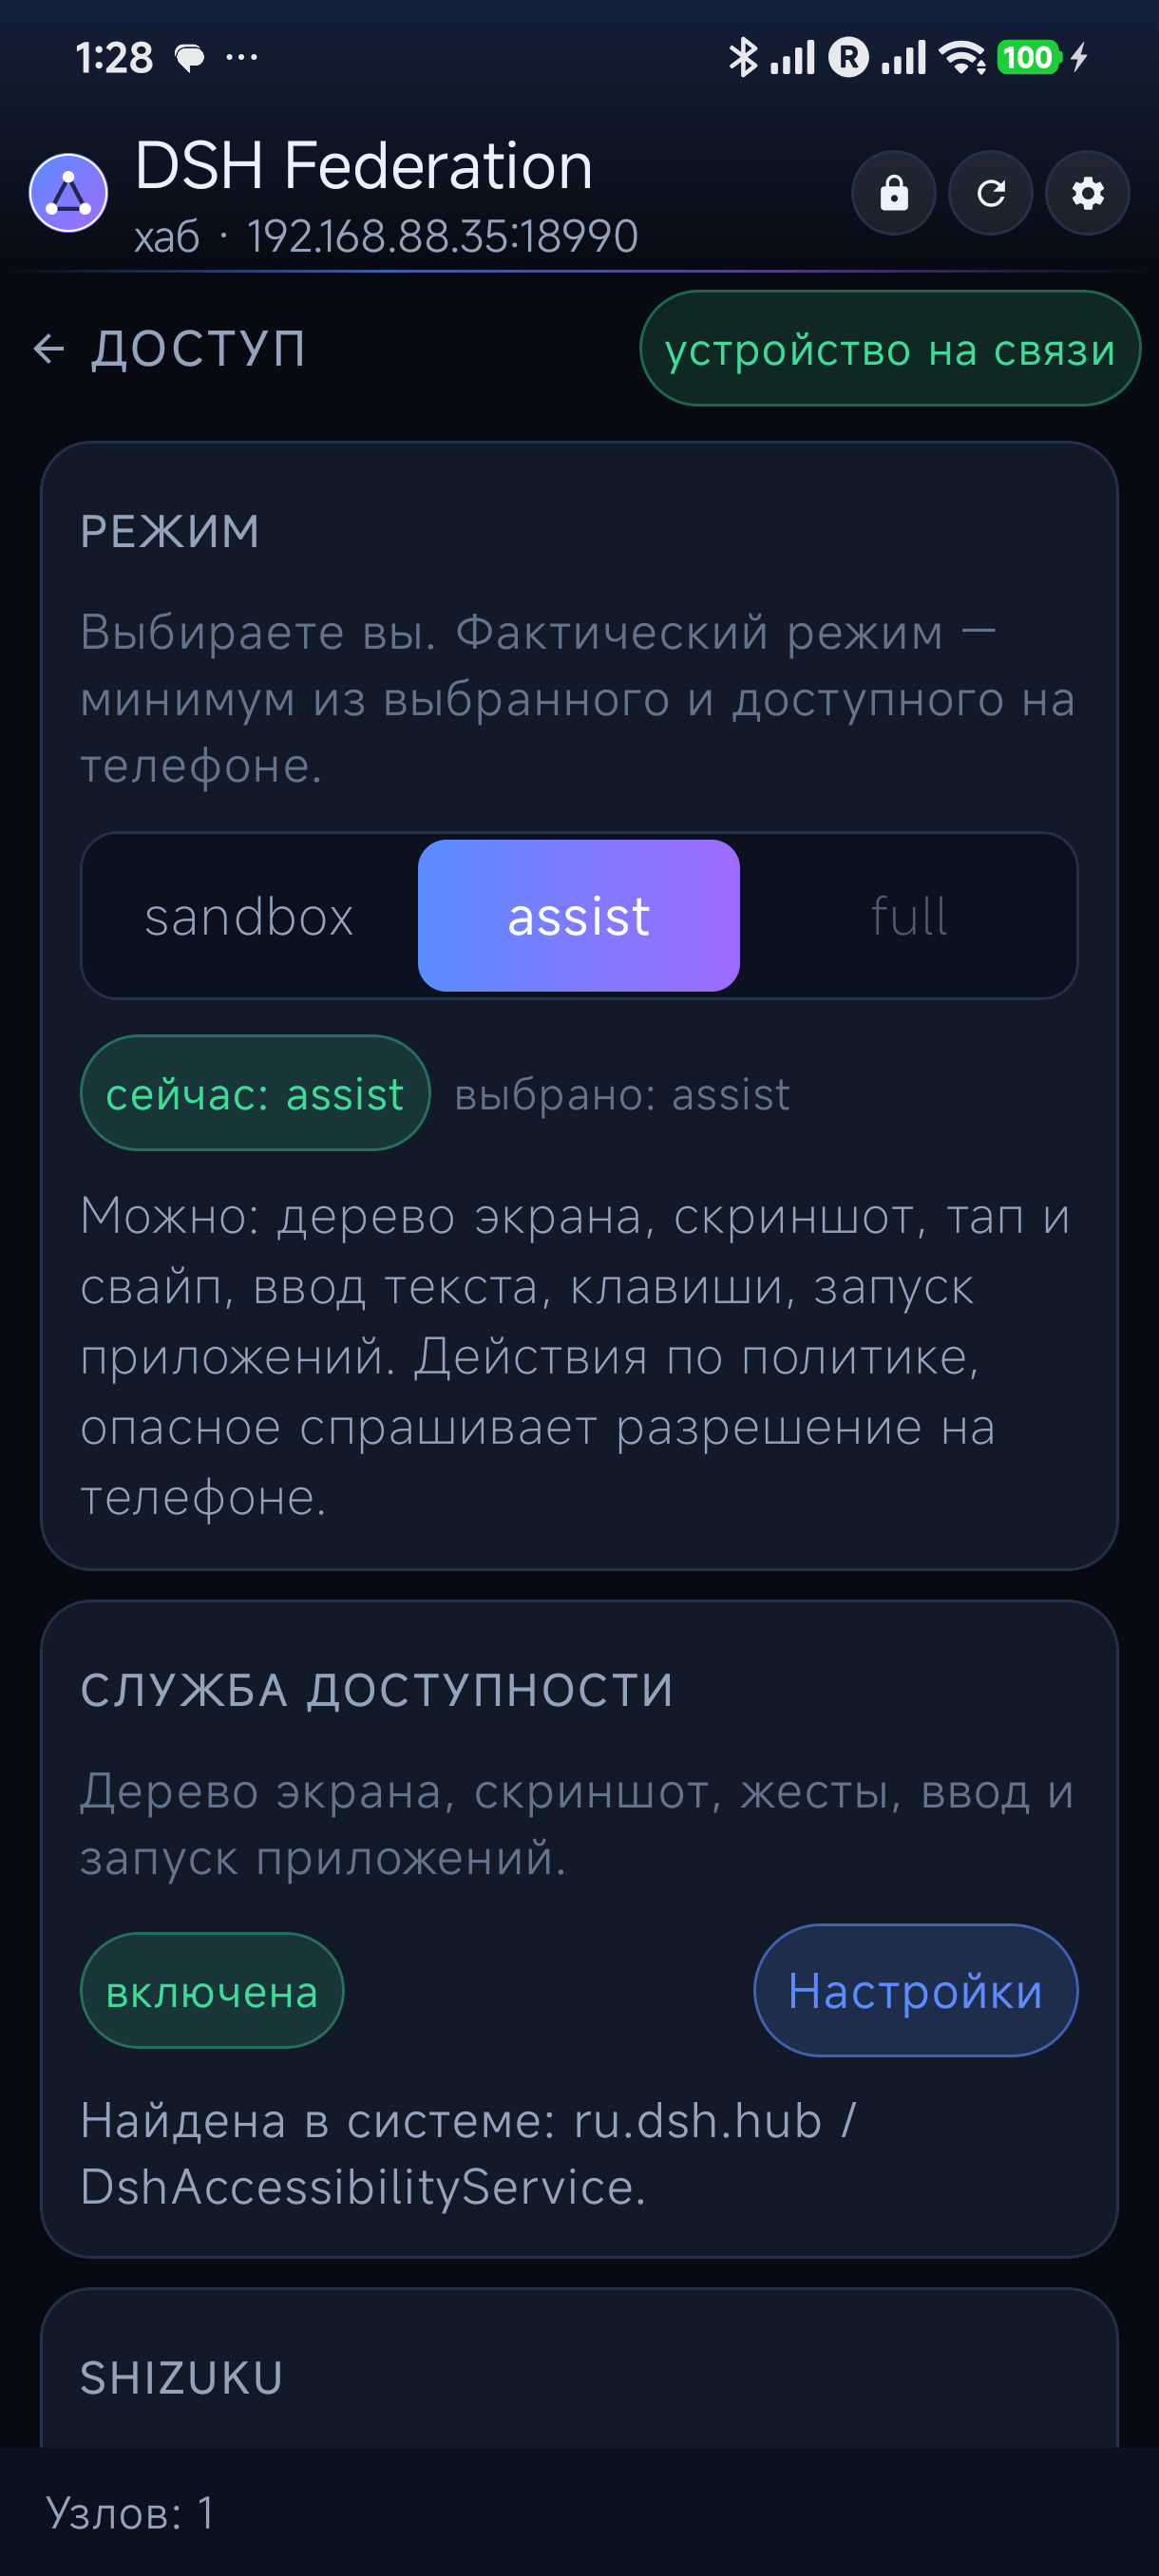 1:28
R
100
DSH Federation
хаб · 192.168.88.35:18990
ДОСТУП
устройство на связи
РЕЖИМ
Выбираете вы. Фактический режим —
минимум из выбранного и доступного на
телефоне.
sandbox
assist
full
сейчас: assist
выбрано: assist
Можно: дерево экрана, скриншот, тап и
свайп, ввод текста, клавиши, запуск
приложений. Действия по политике,
опасное спрашивает разрешение на
телефоне.
СЛУЖБА ДОСТУПНОСТИ
Дерево экрана, скриншот, жесты, ввод и
запуск приложений.
включена
Настройки
Найдена в системе: ru.dsh.hub /
DshAccessibilityService.
SHIZUKU
Узлов: 1